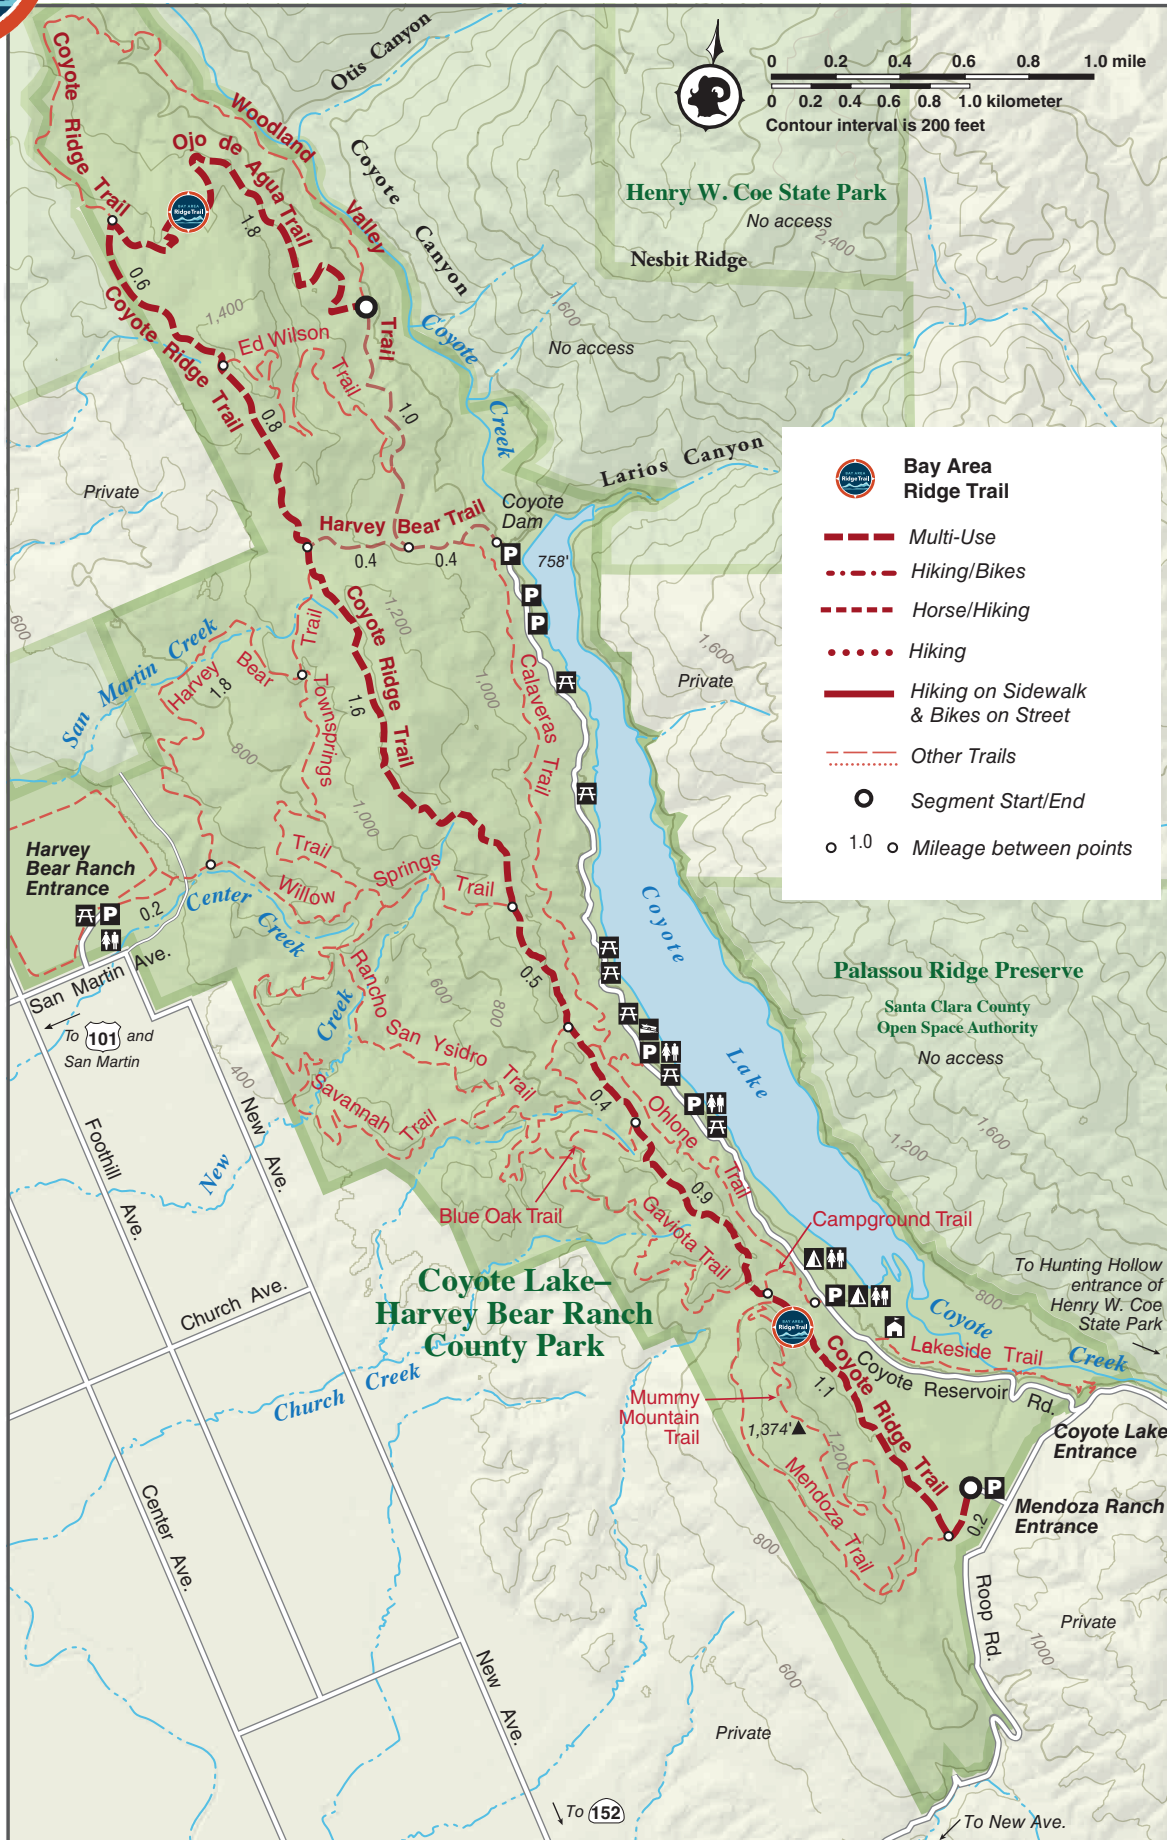 Otis Canyon
0 0.2 0.4 0.6 0.8 1.0 mile
0 0.2 0.4 0.6 0.8 1.0 kilometer
Contour interval is 200 feet
Coyote Ridge Trail
Woodland Valley Trail
Ojo de Agua Trail
Coyote Canyon
Henry W. Coe State Park
No access
2,400
BAY AREA
Ridge Trail
1.8
Nesbit Ridge
0.6
Coyote Ridge Trail
1,400
1,600
No access
Ed Wilson Trail
Coyote Creek
0.8
1.0
Larios Canyon
Private
Harvey Bear Trail
Coyote
Dam
P
758'
0.4
0.4
BAY AREA
Ridge Trail
Bay Area
Ridge Trail
Multi-Use
Hiking/Bikes
Horse/Hiking
Hiking
Hiking on Sidewalk
& Bikes on Street
Other Trails
Segment Start/End
1.0
Mileage between points
P
P
600
1,200
Coyote Ridge Trail
San Martin Creek
Harvey Bear Trail
1.8
Townsprings
1.6
1,000
Calaveras Trail
1,600
Private
800
1,000
Trail
Willow Springs Trail
Harvey
Bear Ranch
Entrance
P
0.2
Center Creek
San Martin Ave.
To 101 and
San Martin
Coyote Lake
Palassou Ridge Preserve
Santa Clara County
Open Space Authority
No access
0.5
600
800
Rancho San Ysidro Trail
Creek
P
P
400
Savannah Trail
0.4
Ohlone Trail
1,200
1,600
Foothill Ave.
New Ave.
New
0.9
Blue Oak Trail
Gaviota Trail
Campground Trail
Coyote Lake–
Harvey Bear Ranch
County Park
Church Ave.
P
To Hunting Hollow
entrance of
Henry W. Coe
State Park
800
Coyote Creek
BAY AREA
Ridge Trail
Lakeside Trail
Church Creek
Coyote Reservoir Rd.
Coyote Ridge Trail
1.1
Mummy
Mountain
Trail
1,374'
1,200
Coyote Lake
Entrance
Mendoza Trail
P
Mendoza Ranch
Entrance
0.2
Center Ave.
800
Roop Rd.
Private
1000
600
New Ave.
Private
To 152
To New Ave.